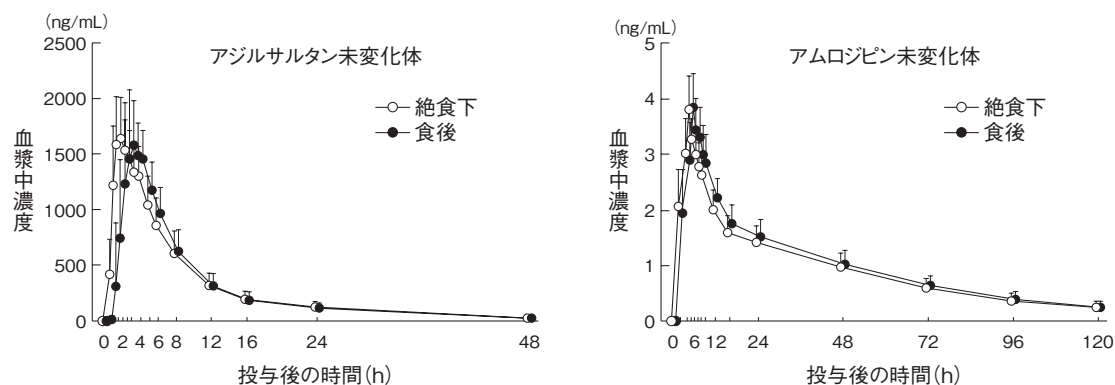 (ng/mL)
アジルサルタン未変化体
2500
2000
1500
1000
500
0
血漿中濃度
絶食下
食後
0 2 4 6 8 12 16 24 48
投与後の時間(h)
(ng/mL)
アムロジピン未変化体
5
4
3
2
1
0
血漿中濃度
絶食下
食後
0 6 12 24 48 72 96 120
投与後の時間(h)